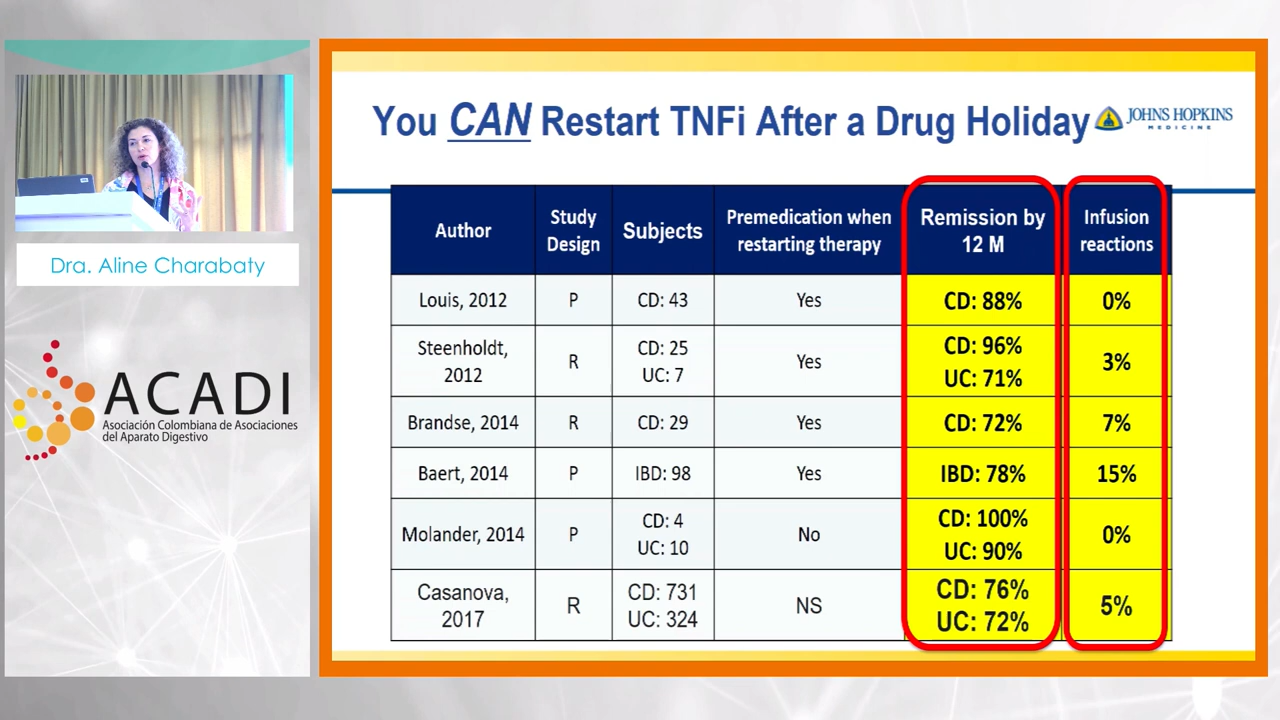 You CAN Restart TNFi After a Drug Holiday
JOHNS HOPKINS
MEDICINE
Dra. Aline Charabaty
ACADI
Asociación Colombiana de Asociaciones
del Aparato Digestivo
Author
Study
Design
Subjects
Premedication when
restarting therapy
Remission by
12 M
Infusion
reactions
Louis, 2012
P
CD: 43
Yes
CD: 88%
0%
Steenholdt,
2012
R
CD: 25
UC: 7
Yes
CD: 96%
UC: 71%
3%
Brandse, 2014
R
CD: 29
Yes
CD: 72%
7%
Baert, 2014
P
IBD: 98
Yes
IBD: 78%
15%
Molander, 2014
P
CD: 4
UC: 10
No
CD: 100%
UC: 90%
0%
Casanova,
2017
R
CD: 731
UC: 324
NS
CD: 76%
UC: 72%
5%